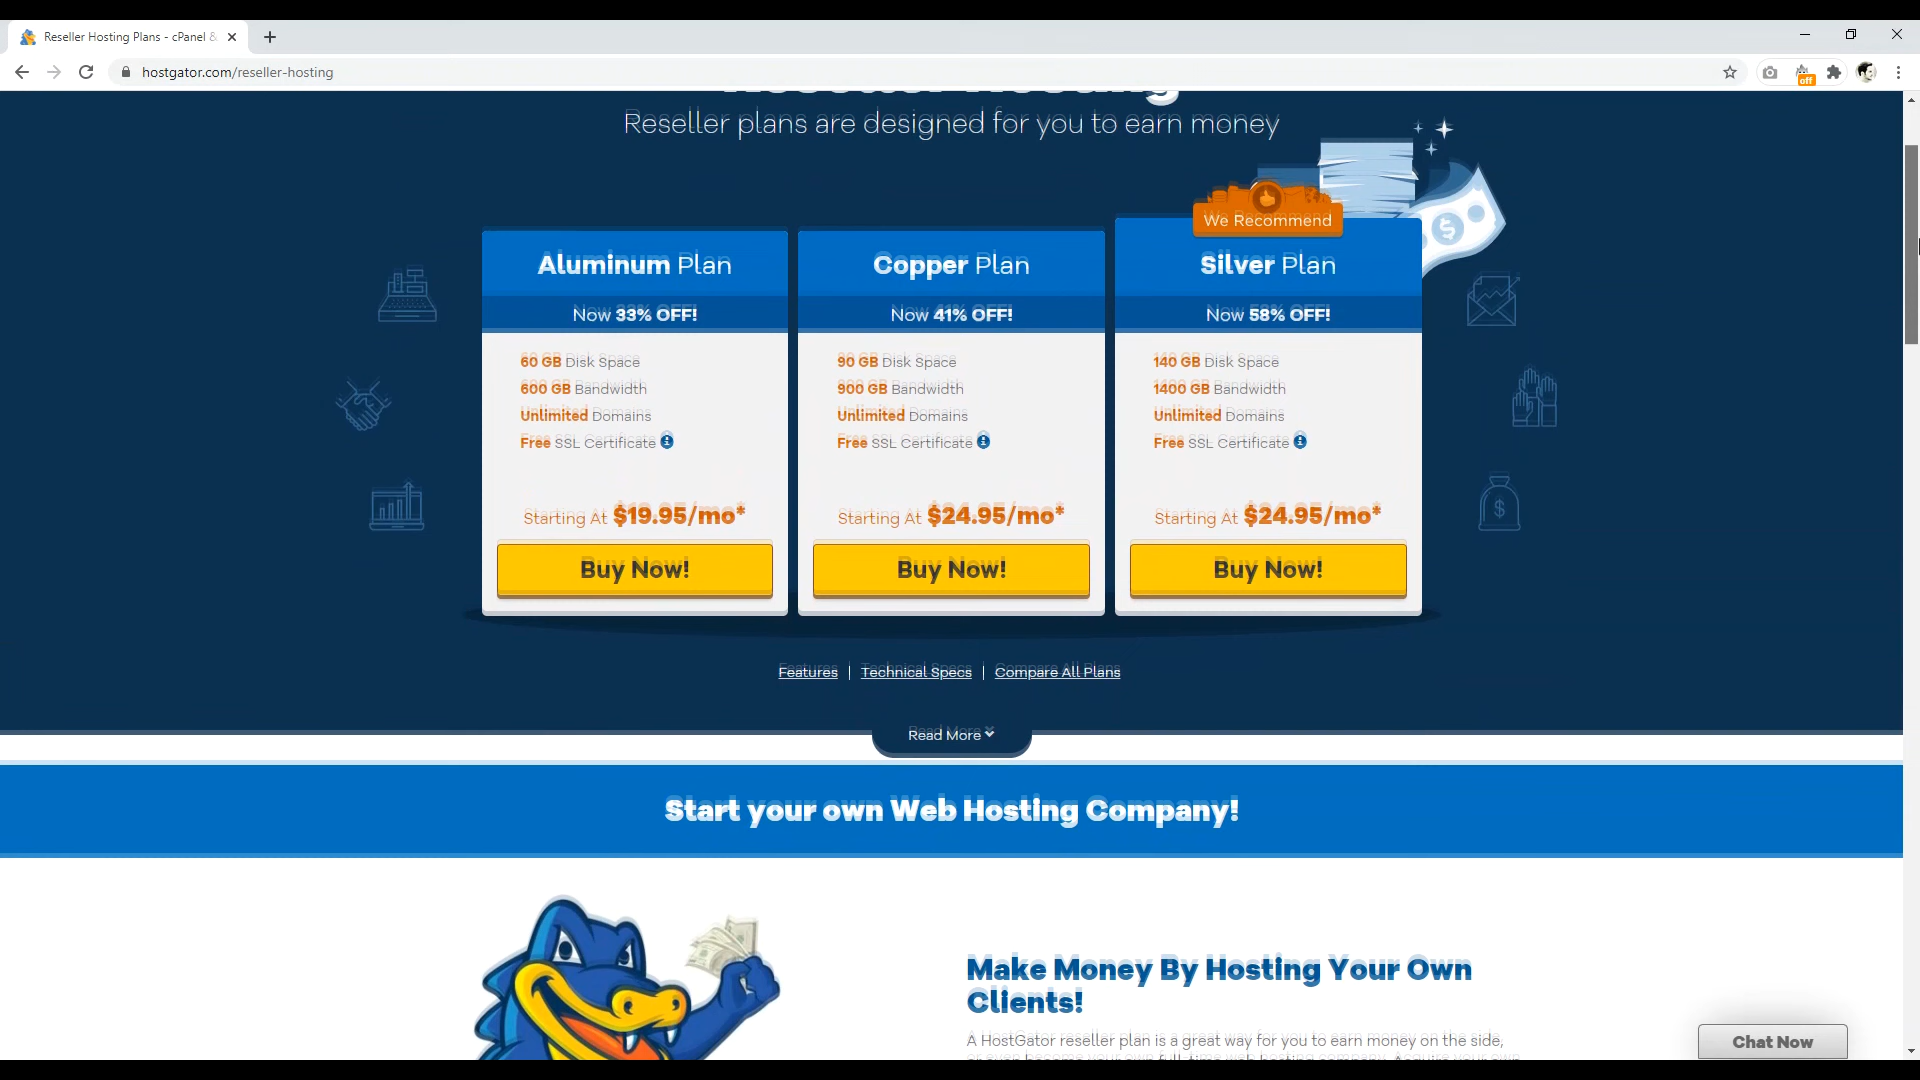 Reseller Hosting Plans - cPanel &
hostgator.com/reseller-hosting
off
Reseller Hosting
Reseller plans are designed for you to earn money
We Recommend
Aluminum Plan
Now 33% OFF!
60 GB Disk Space
600 GB Bandwidth
Unlimited Domains
Free SSL Certificate
Starting At $19.95/mo*
Buy Now!
Copper Plan
Now 41% OFF!
90 GB Disk Space
900 GB Bandwidth
Unlimited Domains
Free SSL Certificate
Starting At $24.95/mo*
Buy Now!
Silver Plan
Now 58% OFF!
140 GB Disk Space
1400 GB Bandwidth
Unlimited Domains
Free SSL Certificate
Starting At $24.95/mo*
Buy Now!
Features | Technical Specs | Compare All Plans
Read More
Start your own Web Hosting Company!
Make Money By Hosting Your Own
Clients!
A HostGator reseller plan is a great way for you to earn money on the side,
Chat Now